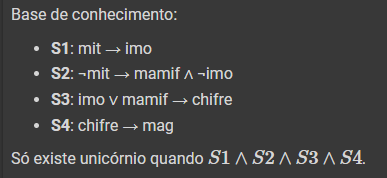 Base de conhecimento:
• S1: mit → imo
• S2: ¬mit → mamif ∧ ¬imo
• S3: imo ∨ mamif → chifre
• S4: chifre → mag
Só existe unicórnio quando S1 ∧ S2 ∧ S3 ∧ S4.